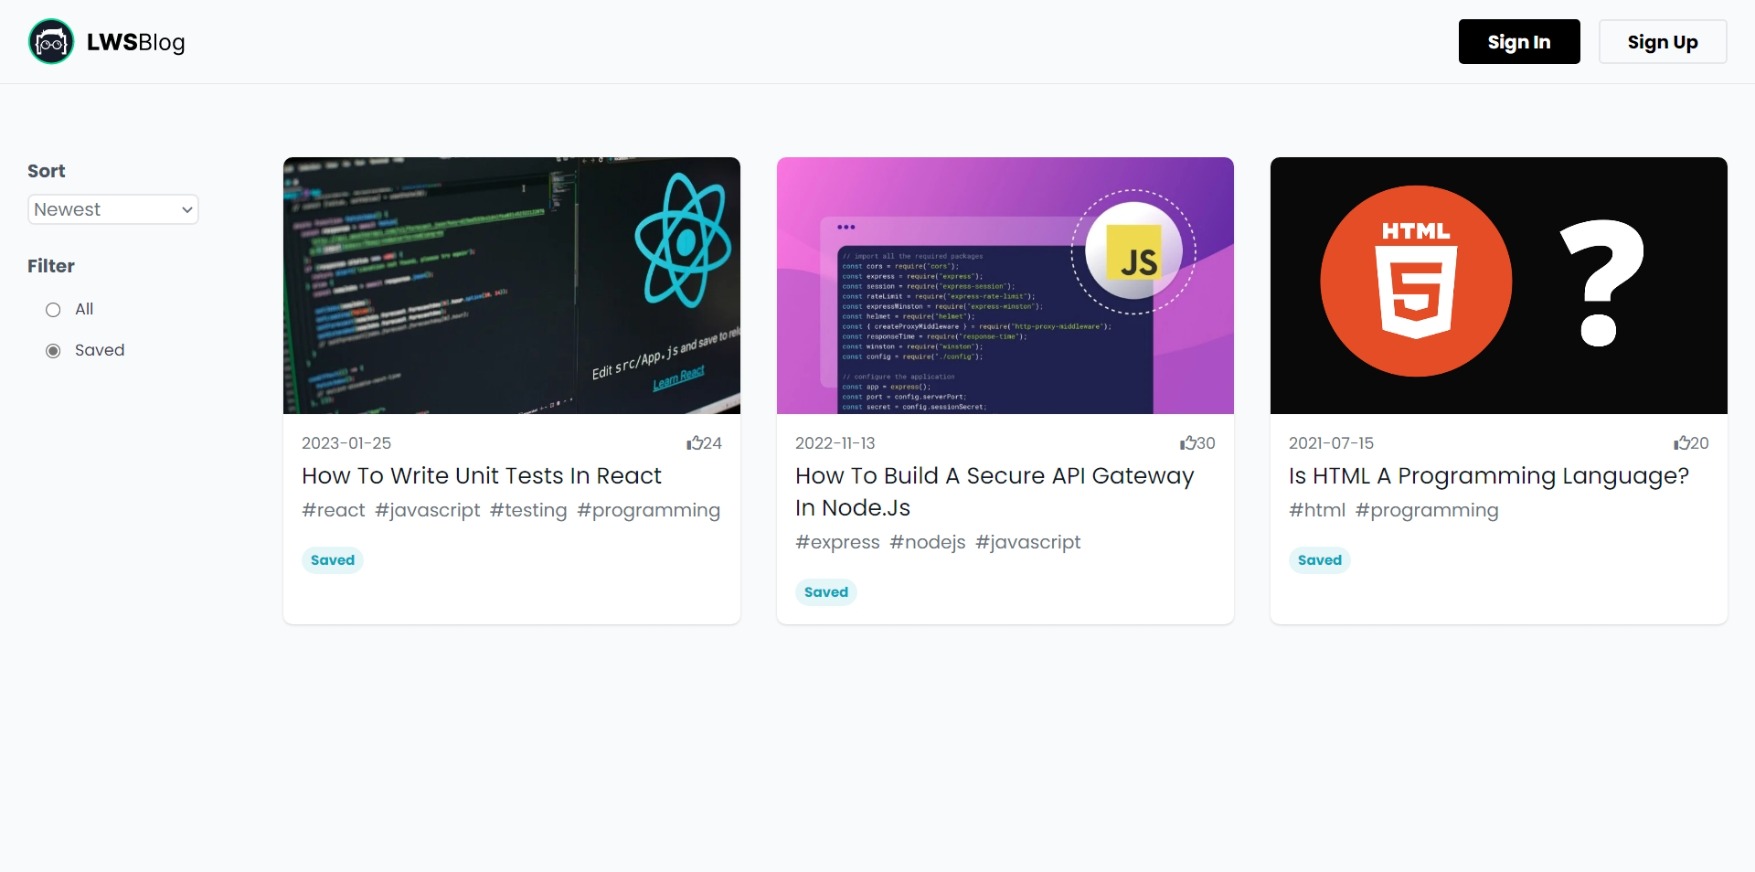 LWSBlog
Sign In
Sign Up
Sort
Newest
Filter
All
Saved
Edit src/App.js and save to rel
Learn React
2023-01-25
24
How To Write Unit Tests In React
#react #javascript #testing #programming
Saved
JS
// import all the required packages
const cors = require("cors");
const express = require("express");
const session = require("express-session");
const rateLimit = require("express-rate-limit");
const expressWinston = require("express-winston");
const helmet = require("helmet");
const { createProxyMiddleware } = require("http-proxy-middleware");
const responseTime = require("response-time");
const winston = require("winston");
const config = require("./config");
// configure the application
const app = express();
const port = config.serverPort;
const secret = config.sessionSecret;
2022-11-13
30
How To Build A Secure API Gateway
In Node.Js
#express #nodejs #javascript
Saved
HTML
5
?
2021-07-15
20
Is HTML A Programming Language?
#html #programming
Saved